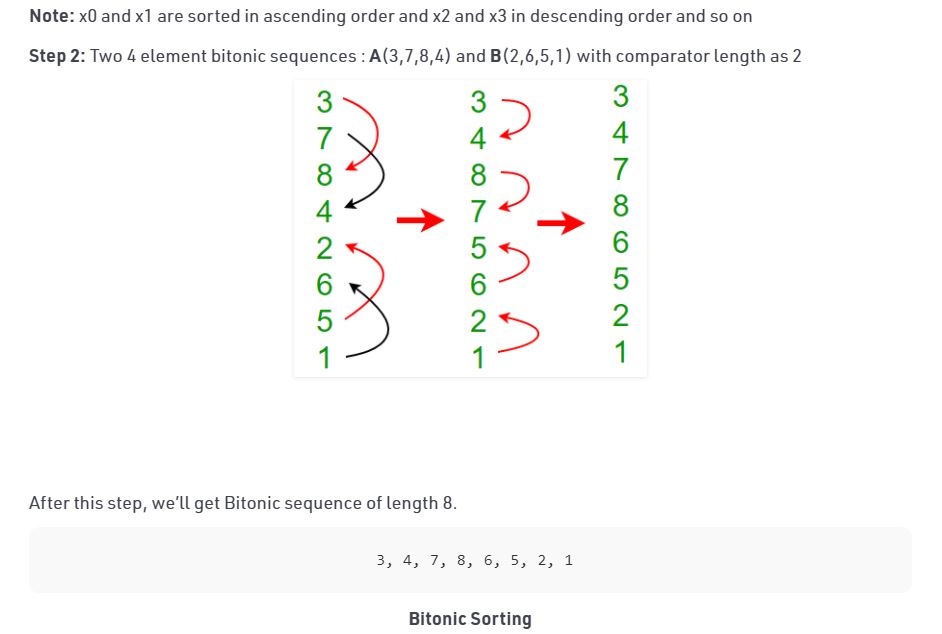 Note: x0 and x1 are sorted in ascending order and x2 and x3 in descending order and so on
Step 2: Two 4 element bitonic sequences : A(3,7,8,4) and B(2,6,5,1) with comparator length as 2
3 3 3
7 4 4
8 8 7
4 7 8
2 5 6
6 6 5
5 2 2
1 1 1
After this step, we'll get Bitonic sequence of length 8.
3, 4, 7, 8, 6, 5, 2, 1
Bitonic Sorting